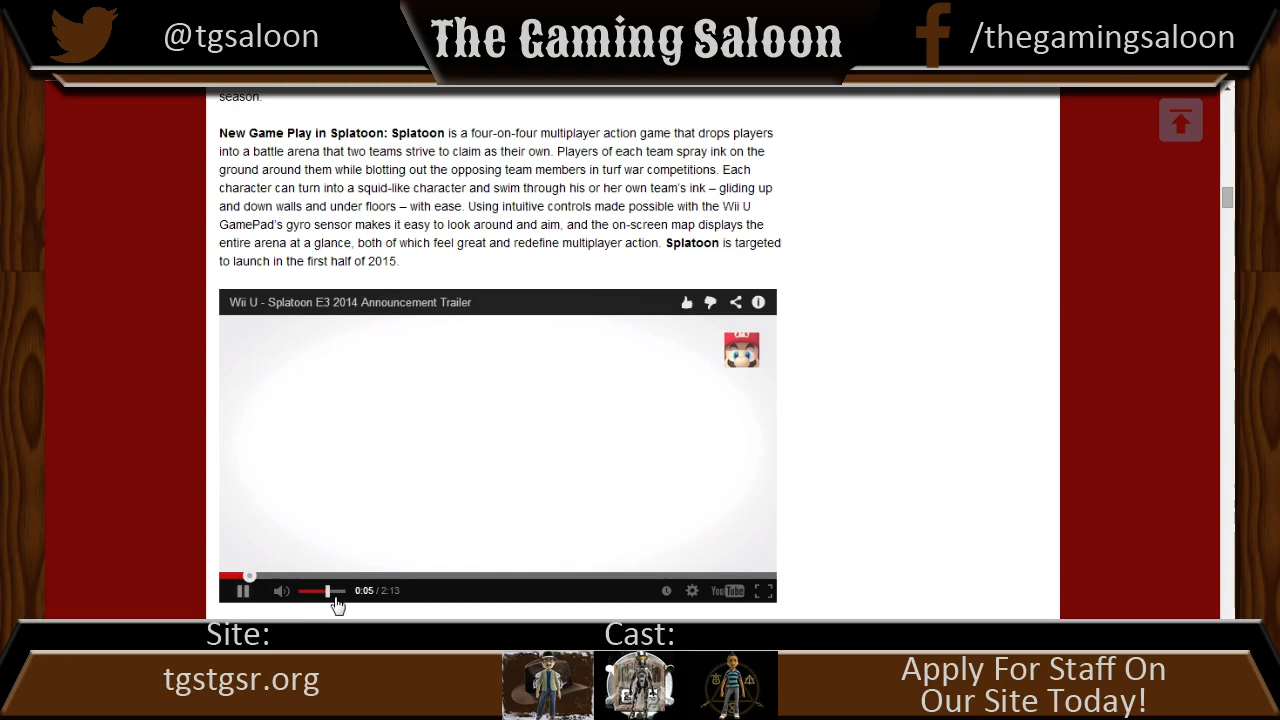 @tgsaloon
The Gaming Saloon
/thegamingsaloon
season.
New Game Play in Splatoon: Splatoon is a four-on-four multiplayer action game that drops players
into a battle arena that two teams strive to claim as their own. Players of each team spray ink on the
ground around them while blotting out the opposing team members in turf war competitions. Each
character can turn into a squid-like character and swim through his or her own team's ink – gliding up
and down walls and under floors – with ease. Using intuitive controls made possible with the Wii U
GamePad's gyro sensor makes it easy to look around and aim, and the on-screen map displays the
entire arena at a glance, both of which feel great and redefine multiplayer action. Splatoon is targeted
to launch in the first half of 2015.
Wii U - Splatoon E3 2014 Announcement Trailer
0:05 / 2:13
YouTube
Site:
Cast:
tgstgsr.org
Apply For Staff On
Our Site Today!